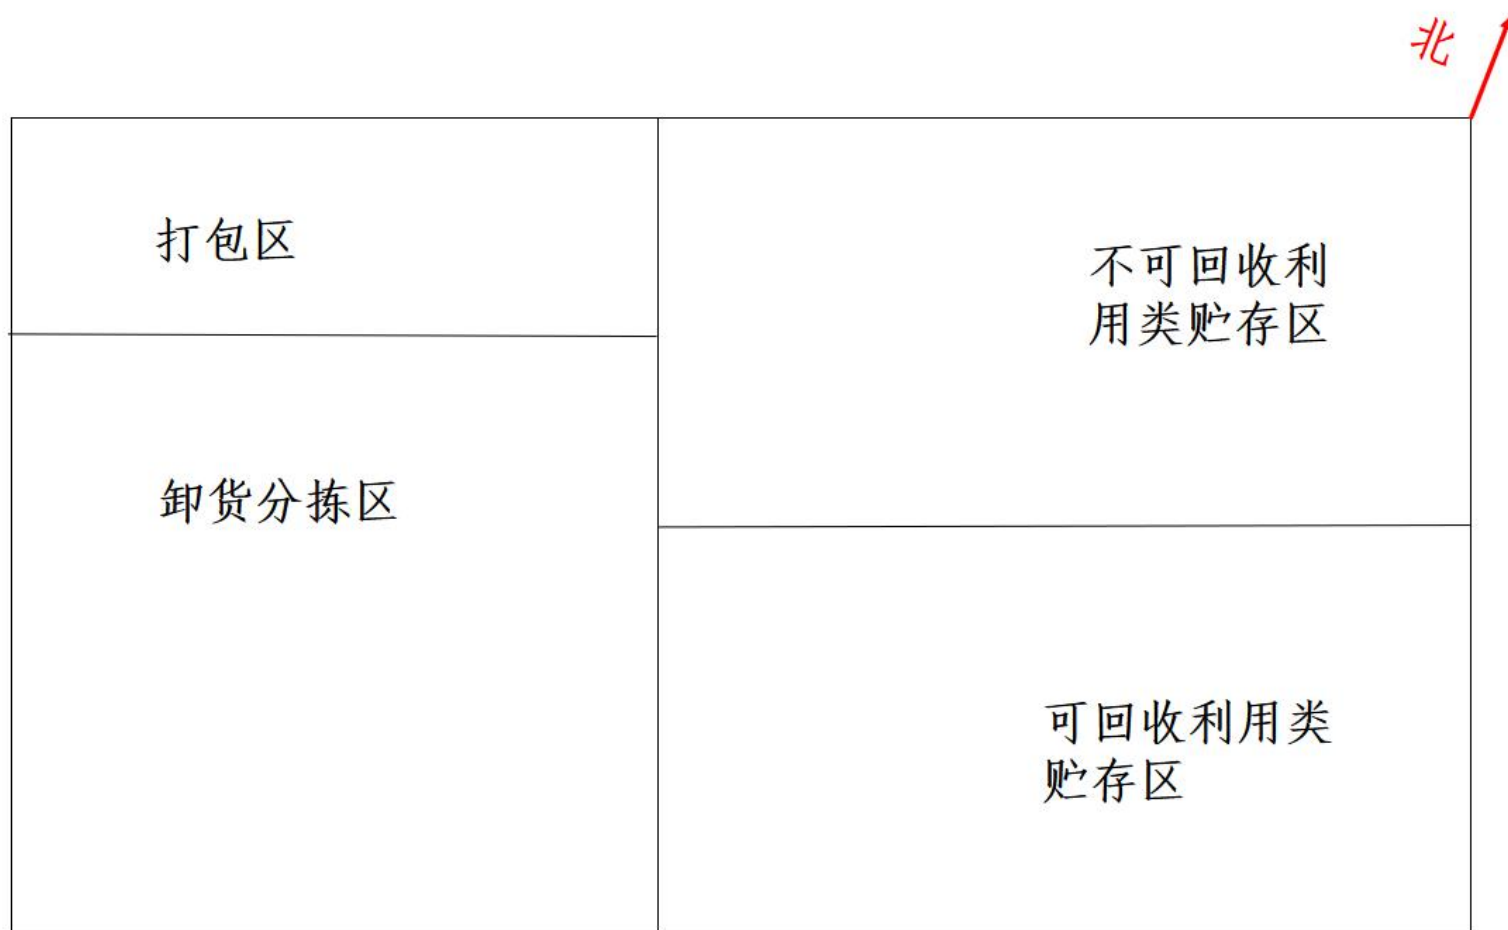 北
打包区
不可回收利
用类贮存区
卸货分拣区
可回收利用类
贮存区